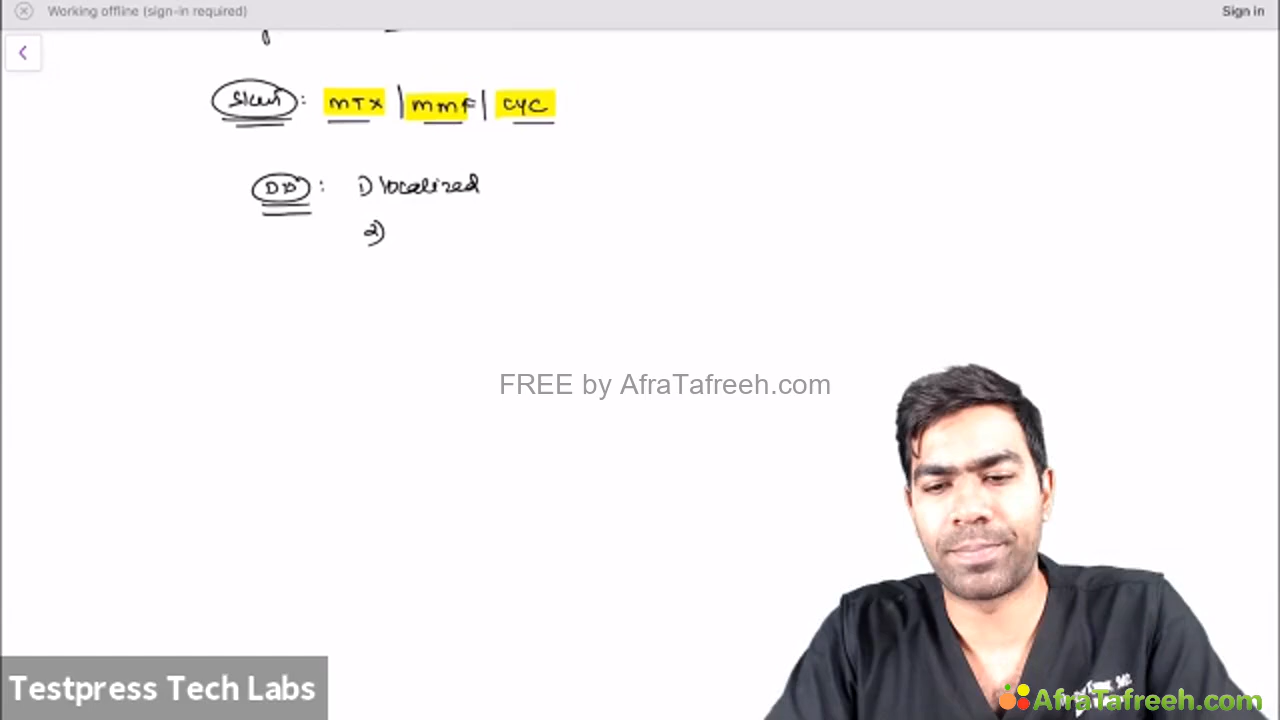 Working offline (sign-in required)
Sign in
Skin : MTX | MMF | CYC
DD : 1) localized
2)
FREE by AfraTafreeh.com
Testpress Tech Labs
AfraTafreeh.com